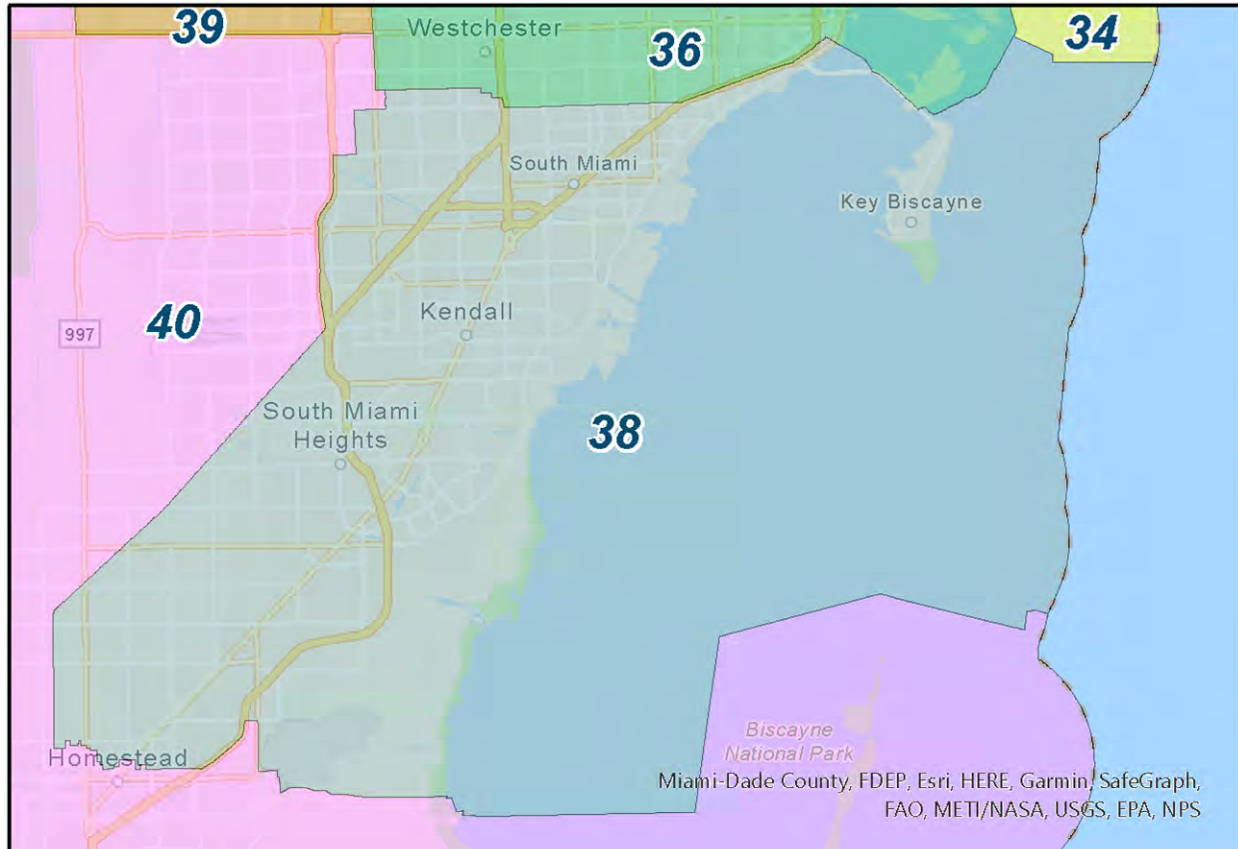 39
Westchester
36
34
South Miami
Key Biscayne
40
997
Kendall
South Miami
Heights
38
Biscayne
National Park
Homestead
Miami-Dade County, FDEP, Esri, HERE, Garmin, SafeGraph,
FAO, METI/NASA, USGS, EPA, NPS